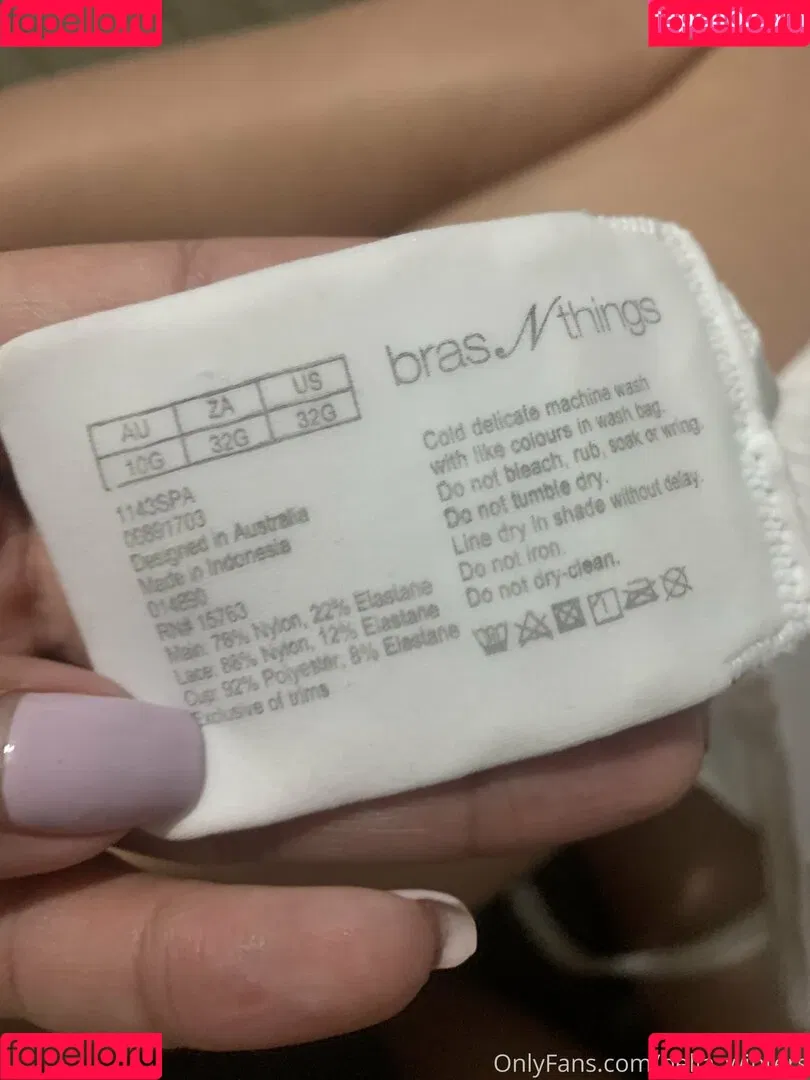 fapello.ru
fapello.ru
bras N things
AU ZA US
10G 32G 32G
1143SPA
00891703
Designed in Australia
Made in Indonesia
RN# 15763
Main: 78% Nylon, 22% Elastane
Lace: 88% Nylon, 12% Elastane
Cup: 92% Polyester, 8% Elastane
Exclusive of trims
Cold delicate machine wash
with like colours in wash bag.
Do not bleach, rub, soak or wring.
Do not tumble dry.
Line dry in shade without delay.
Do not iron.
Do not dry-clean.
fapello.ru
OnlyFans.com
fapello.ru